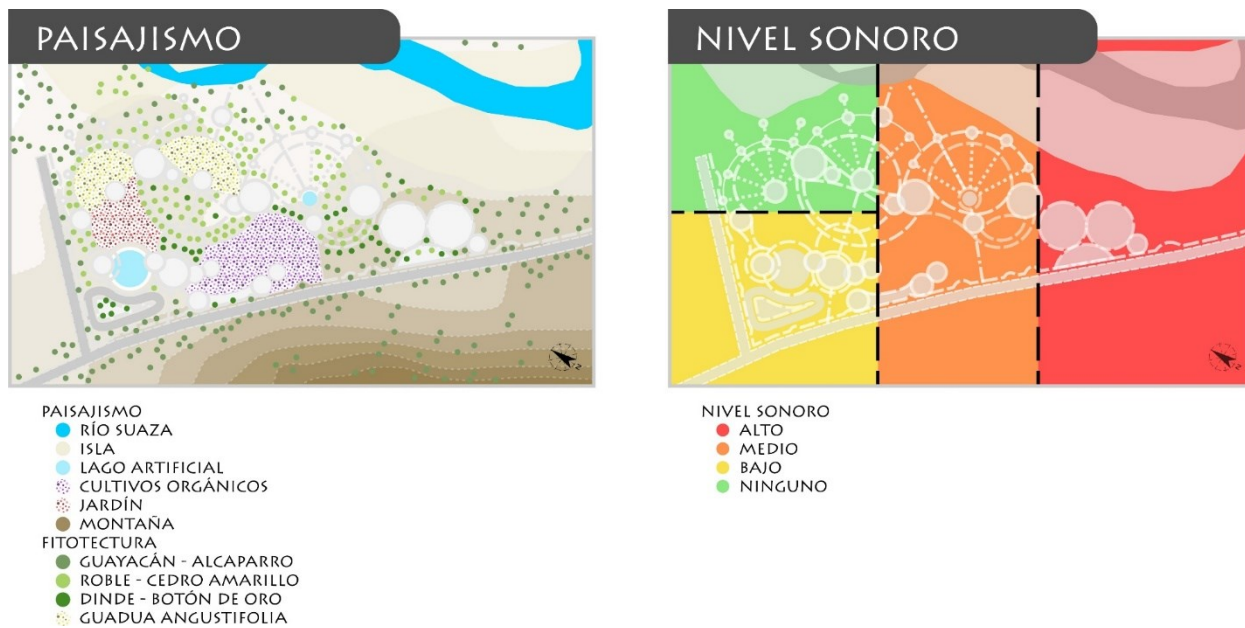 PAISAJISMO
PAISAJISMO
RÍO SUAZA
ISLA
LAGO ARTIFICIAL
CULTIVOS ORGÁNICOS
JARDÍN
MONTAÑA
FITOTECTURA
GUAYACÁN - ALCAPARRO
ROBLE - CEDRO AMARILLO
DINDE - BOTÓN DE ORO
GUADUA ANGUSTIFOLIA
NIVEL SONORO
NIVEL SONORO
ALTO
MEDIO
BAJO
NINGUNO